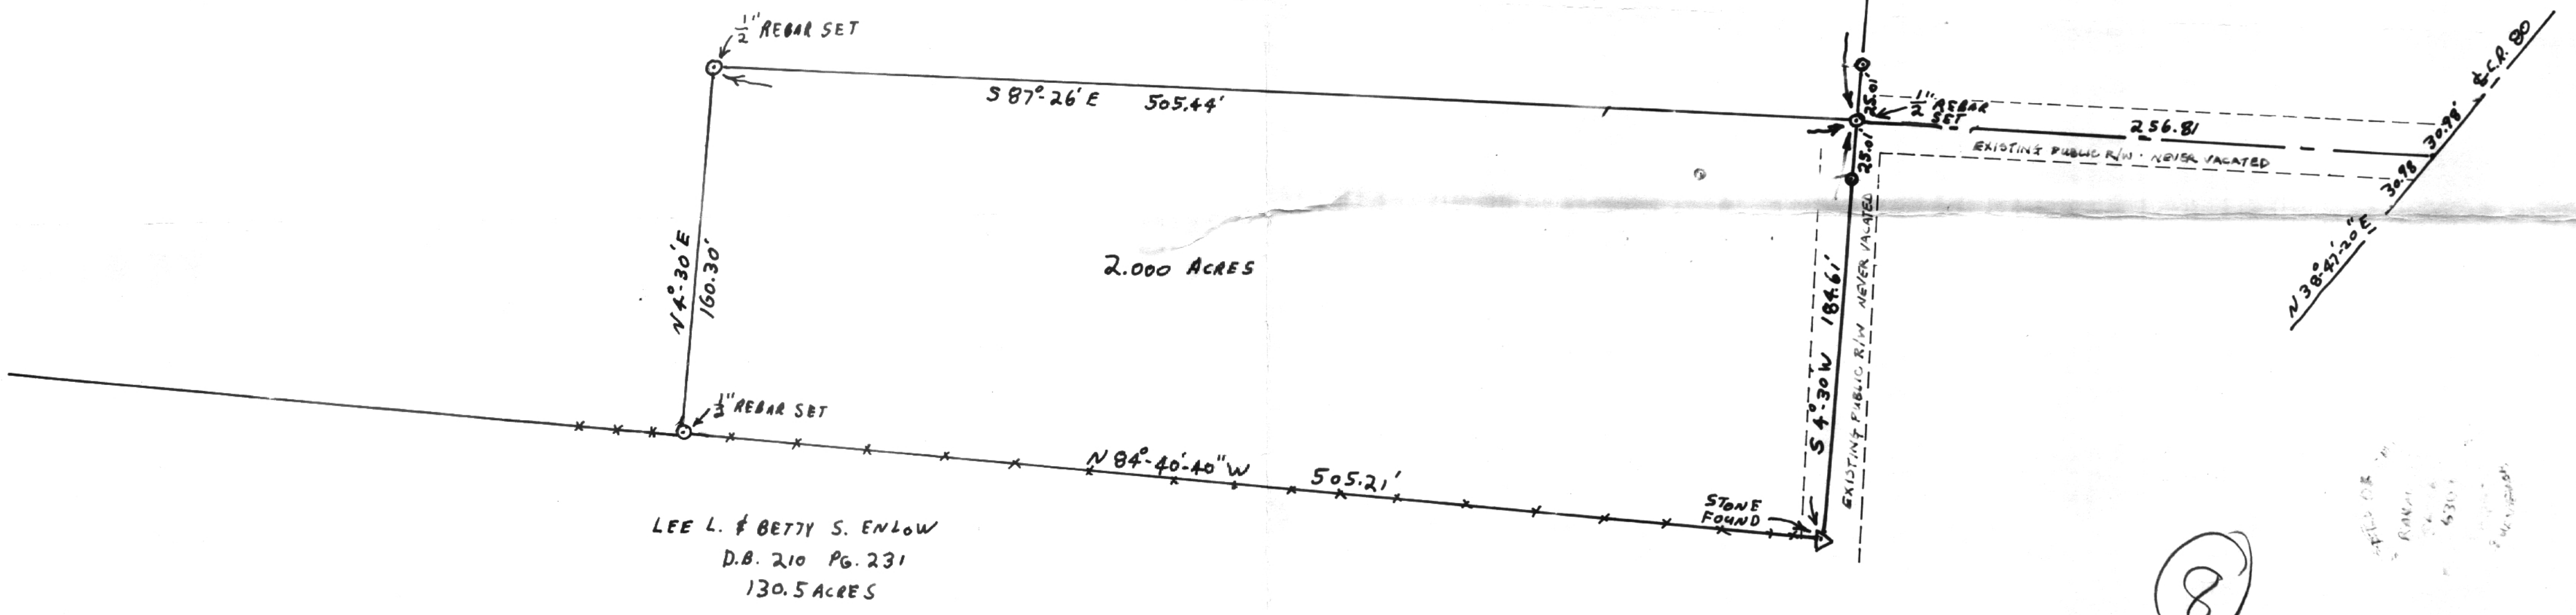 1/2" REBAR SET
S 87°-26' E 505.44'
25.01'
1/2" REBAR
SET
256.81
EXISTING PUBLIC R/W - NEVER VACATED
25.01'
30.98'
℄ C.R. 80
30.98
N 38°-47'-20" E
N 4°-30' E
160.30'
2.000 ACRES
S 4°-30 W 184.61'
EXISTING PUBLIC R/W NEVER VACATED
1/2" REBAR SET
N 84°-40'-40" W 505.21'
STONE
FOUND
LEE L. & BETTY S. ENLOW
D.B. 210 PG. 231
130.5 ACRES
8